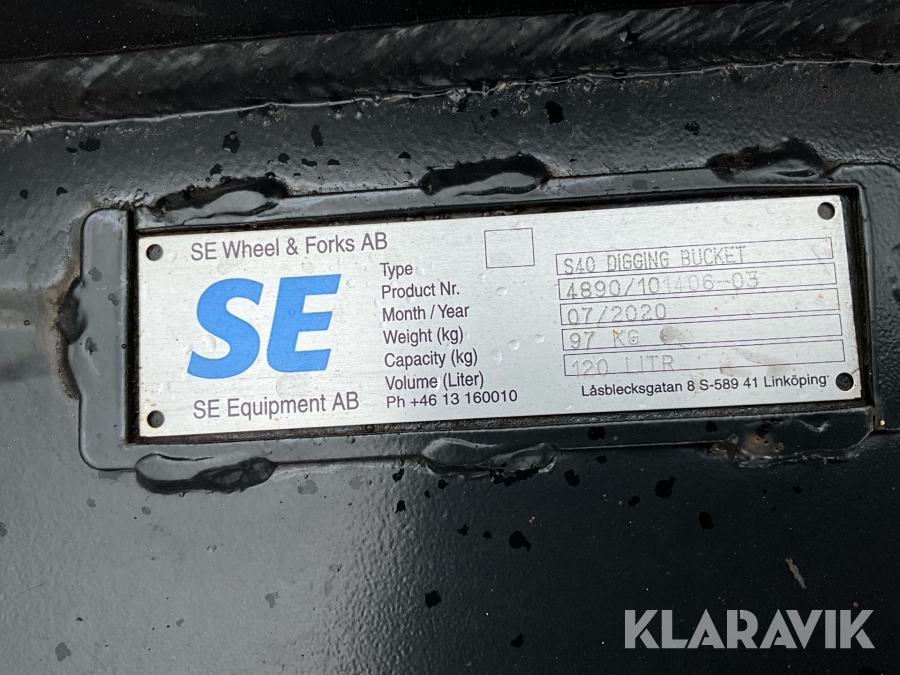 SE Wheel & Forks AB
SE
SE Equipment AB
Type
Product Nr.
Month / Year
Weight (kg)
Capacity (kg)
Volume (Liter)
Ph +46 13 160010
S40 DIGGING BUCKET
4890/101406-03
07/2020
97 KG
120 LITR
Låsblecksgatan 8 S-589 41 Linköping
KLARAVIK